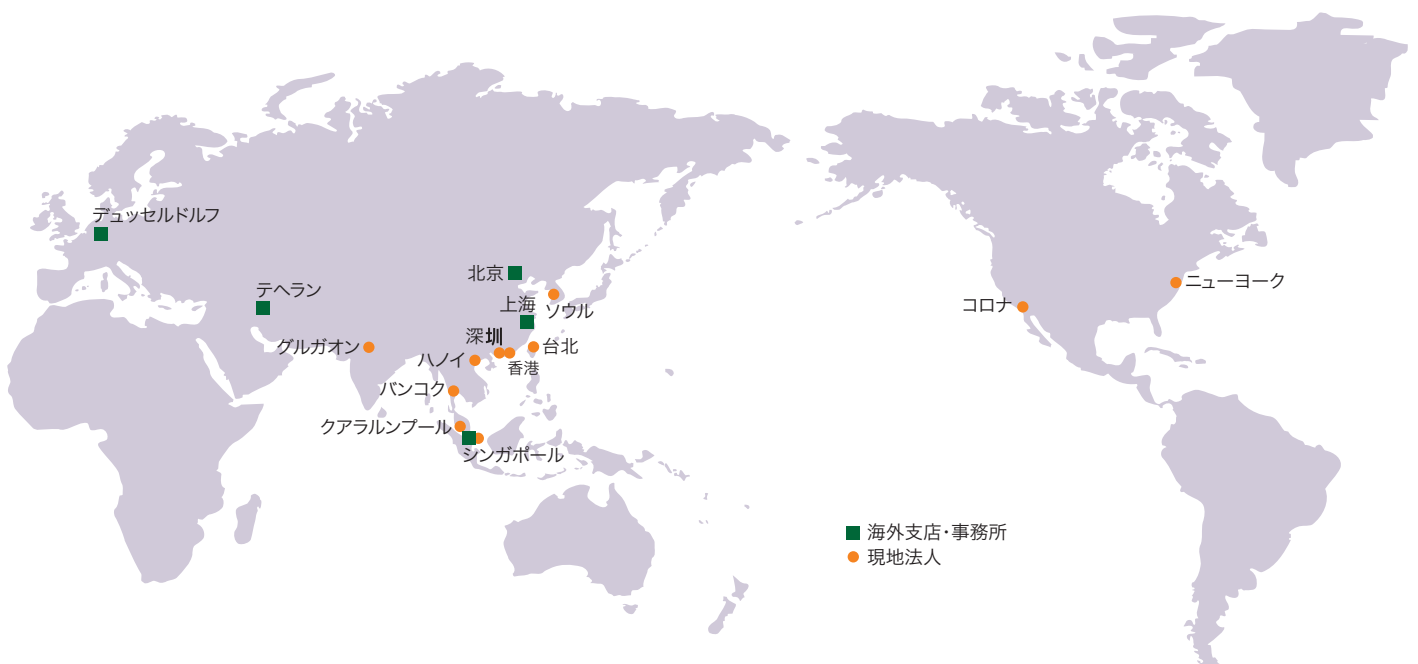 デュッセルドルフ
北京
テヘラン
ニューヨーク
上海
ソウル
コロナ
深圳
グルガオン
ハノイ
台北
香港
バンコク
クアラルンプール
シンガポール
海外支店・事務所
現地法人